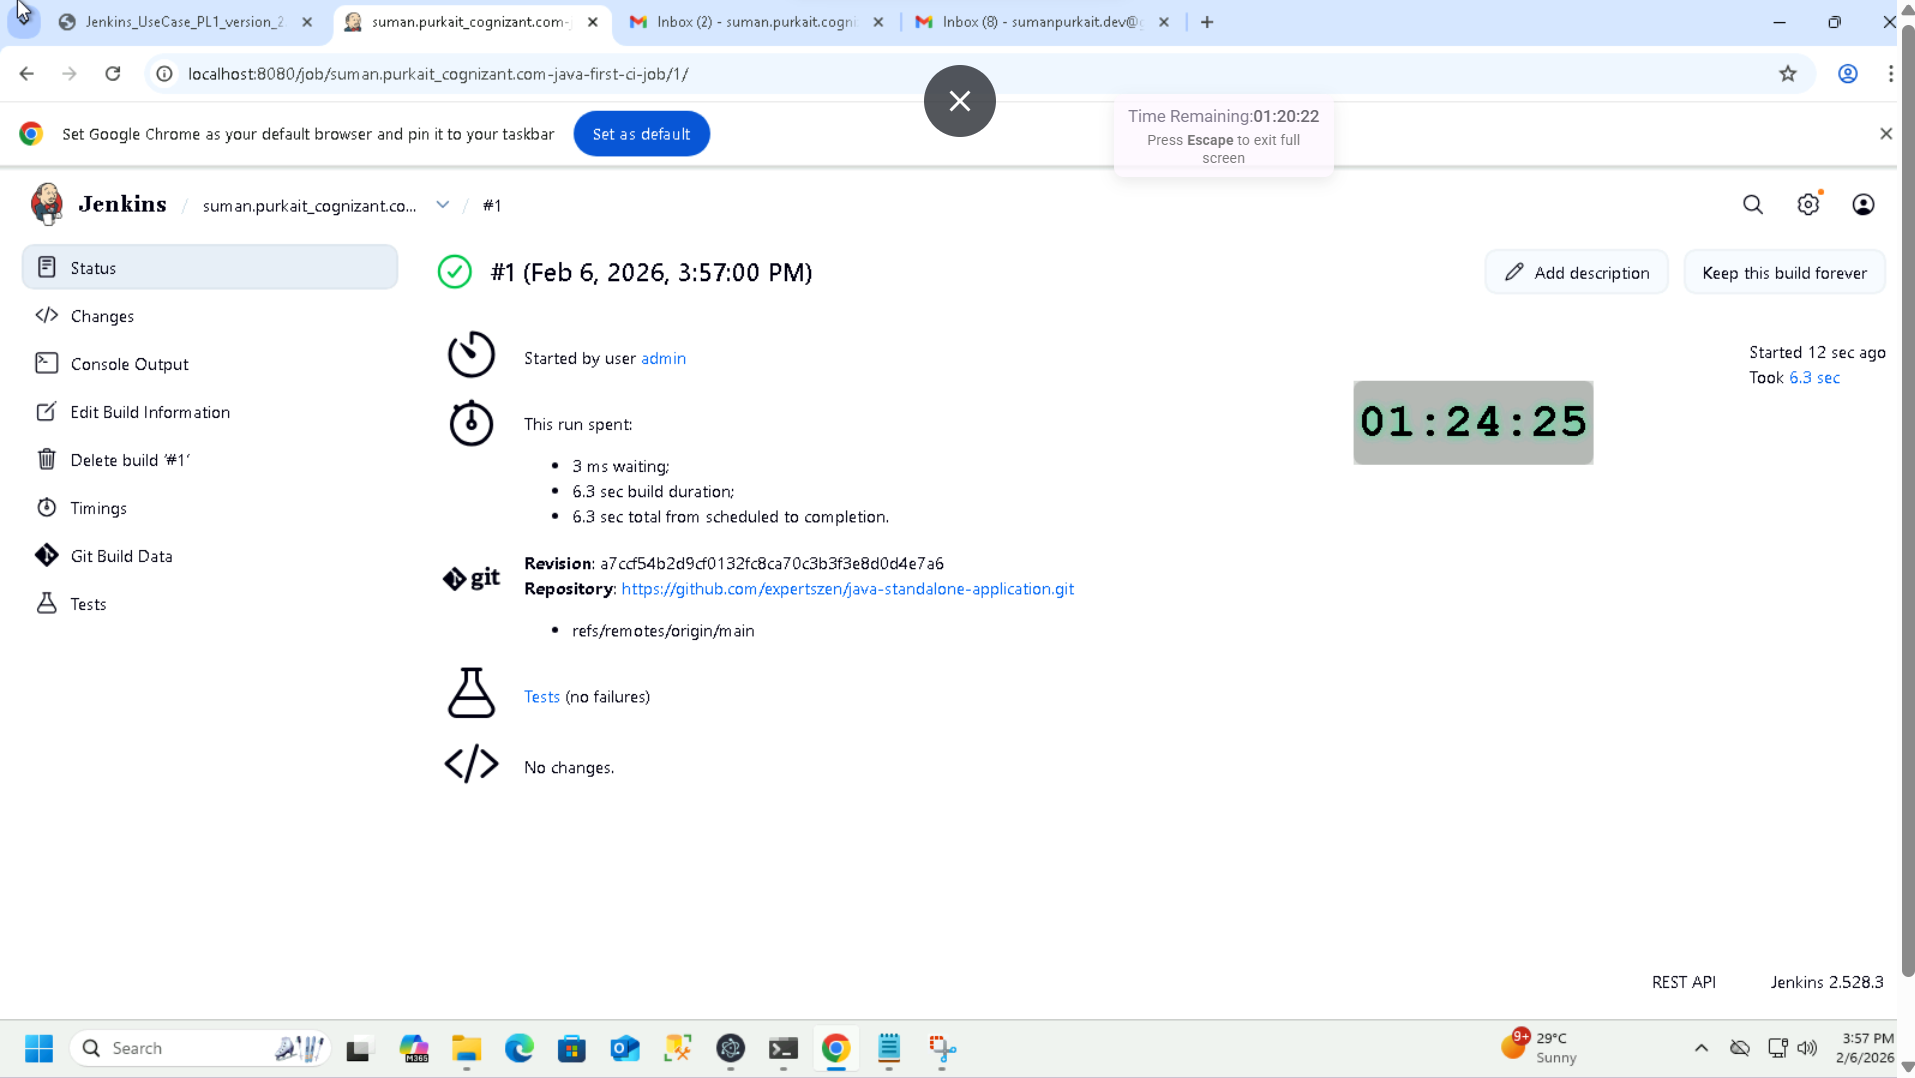 Jenkins_UseCase_PL1_version_2
suman.purkait_cognizant.com-j
Inbox (2) - suman.purkait.cogni
Inbox (8) - sumanpurkait.dev@g
localhost:8080/job/suman.purkait_cognizant.com-java-first-ci-job/1/
Time Remaining:01:20:22
Press Escape to exit full
screen
Set Google Chrome as your default browser and pin it to your taskbar
Set as default
Jenkins / suman.purkait_cognizant.co... / #1
Status
Changes
Console Output
Edit Build Information
Delete build ‘#1’
Timings
Git Build Data
Tests
#1 (Feb 6, 2026, 3:57:00 PM)
Add description
Keep this build forever
Started by user admin
Started 12 sec ago
Took 6.3 sec
01:24:25
This run spent:
• 3 ms waiting;
• 6.3 sec build duration;
• 6.3 sec total from scheduled to completion.
git
Revision: a7ccf54b2d9cf0132fc8ca70c3b3f3e8d0d4e7a6
Repository: https://github.com/expertszen/java-standalone-application.git
• refs/remotes/origin/main
Tests (no failures)
No changes.
REST API
Jenkins 2.528.3
Search
M365
9+
29°C
Sunny
3:57 PM
2/6/2026